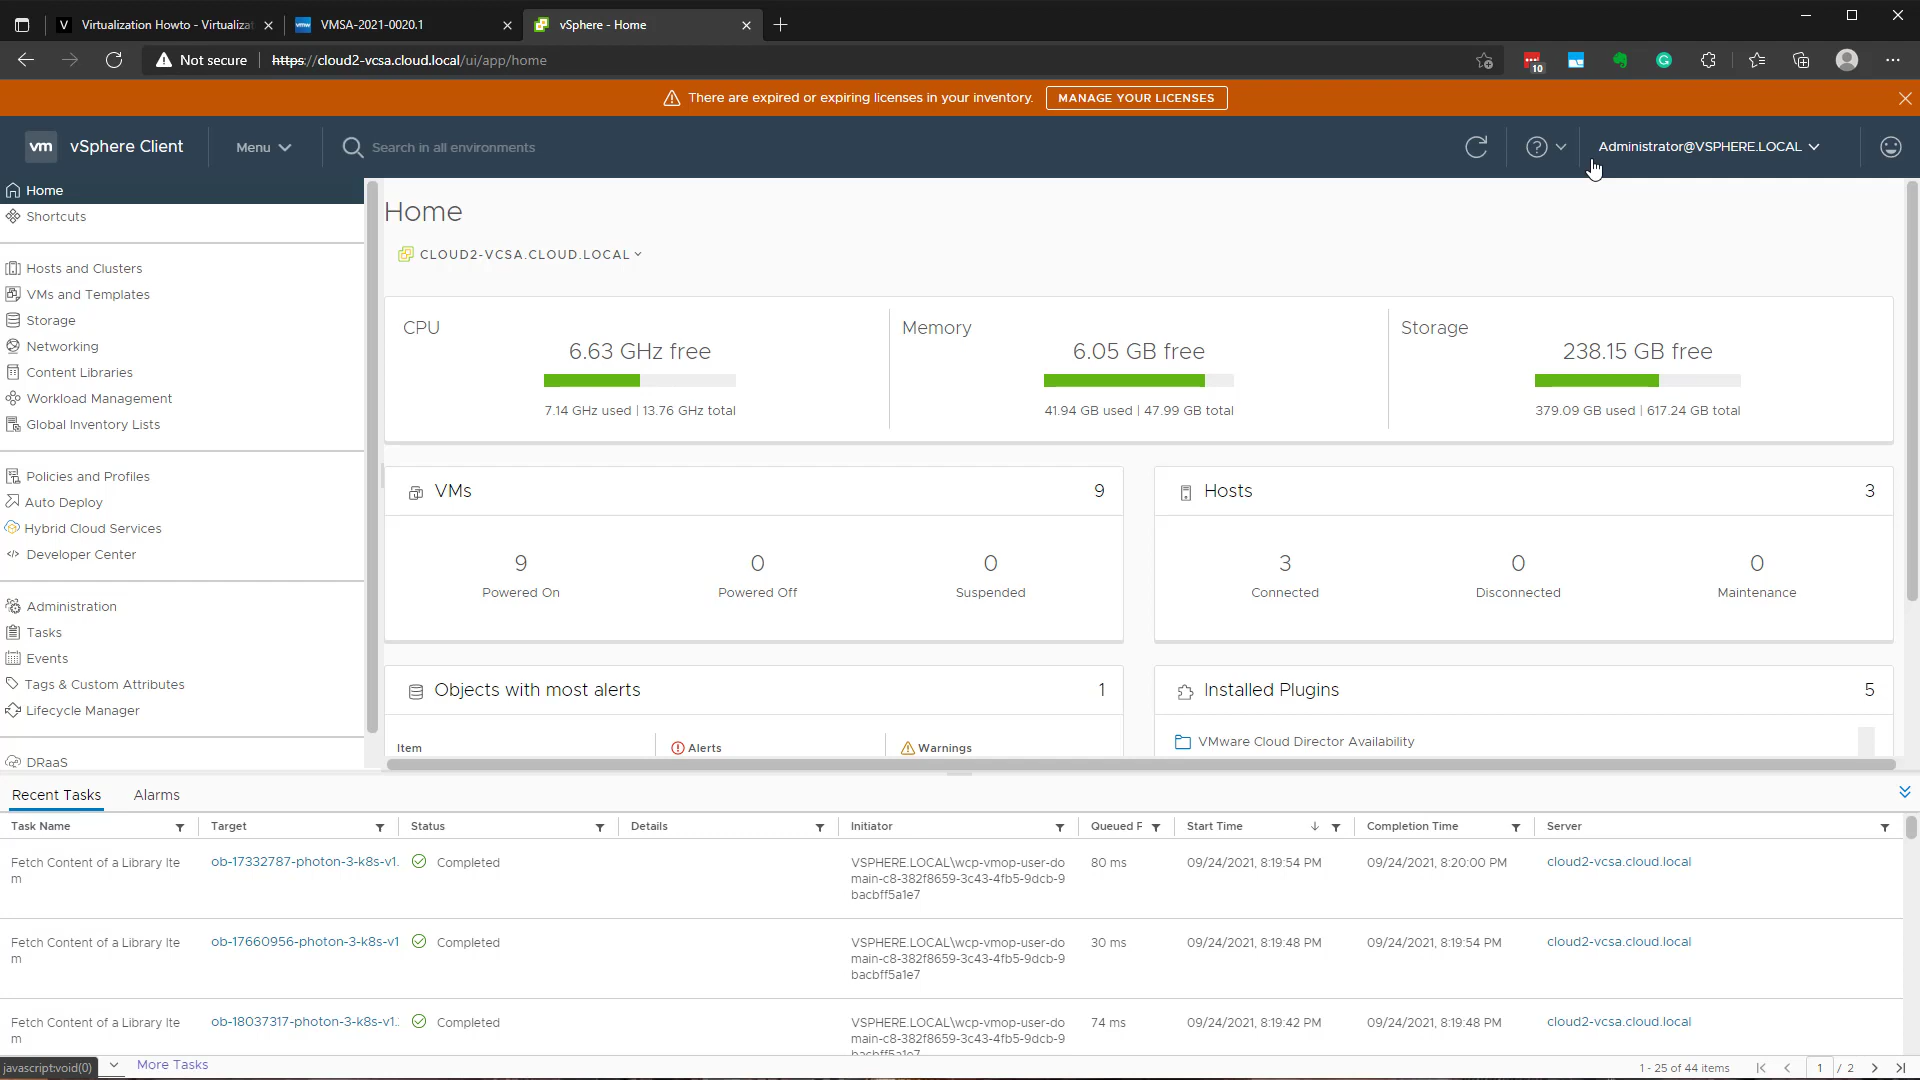 V Virtualization Howto - Virtualiza
vmw VMSA-2021-0020.1
vSphere - Home
Not secure https://cloud2-vcsa.cloud.local/ui/app/home
10
There are expired or expiring licenses in your inventory. MANAGE YOUR LICENSES
vm vSphere Client Menu Search in all environments Administrator@VSPHERE.LOCAL
Home
Shortcuts
Hosts and Clusters
VMs and Templates
Storage
Networking
Content Libraries
Workload Management
Global Inventory Lists
Policies and Profiles
Auto Deploy
Hybrid Cloud Services
Developer Center
Administration
Tasks
Events
Tags & Custom Attributes
Lifecycle Manager
DRaaS
Home
CLOUD2-VCSA.CLOUD.LOCAL
CPU
6.63 GHz free
7.14 GHz used | 13.76 GHz total
Memory
6.05 GB free
41.94 GB used | 47.99 GB total
Storage
238.15 GB free
379.09 GB used | 617.24 GB total
VMs 9
9 0 0
Powered On Powered Off Suspended
Hosts 3
3 0 0
Connected Disconnected Maintenance
Objects with most alerts 1
Item Alerts Warnings
Installed Plugins 5
VMware Cloud Director Availability
Recent Tasks Alarms
Task Name Target Status Details Initiator Queued F Start Time Completion Time Server
Fetch Content of a Library Ite ob-17332787-photon-3-k8s-v1. Completed VSPHERE.LOCAL\wcp-vmop-user-do 80 ms 09/24/2021, 8:19:54 PM 09/24/2021, 8:20:00 PM cloud2-vcsa.cloud.local
m main-c8-382f8659-3c43-4fb5-9dcb-9
bacbff5a1e7
Fetch Content of a Library Ite ob-17660956-photon-3-k8s-v1 Completed VSPHERE.LOCAL\wcp-vmop-user-do 30 ms 09/24/2021, 8:19:48 PM 09/24/2021, 8:19:54 PM cloud2-vcsa.cloud.local
m main-c8-382f8659-3c43-4fb5-9dcb-9
bacbff5a1e7
Fetch Content of a Library Ite ob-18037317-photon-3-k8s-v1. Completed VSPHERE.LOCAL\wcp-vmop-user-do 74 ms 09/24/2021, 8:19:42 PM 09/24/2021, 8:19:48 PM cloud2-vcsa.cloud.local
m main-c8-382f8659-3c43-4fb5-9dcb-9
bacbff5a1e7
javascript:void(0) More Tasks 1 - 25 of 44 items 1 / 2